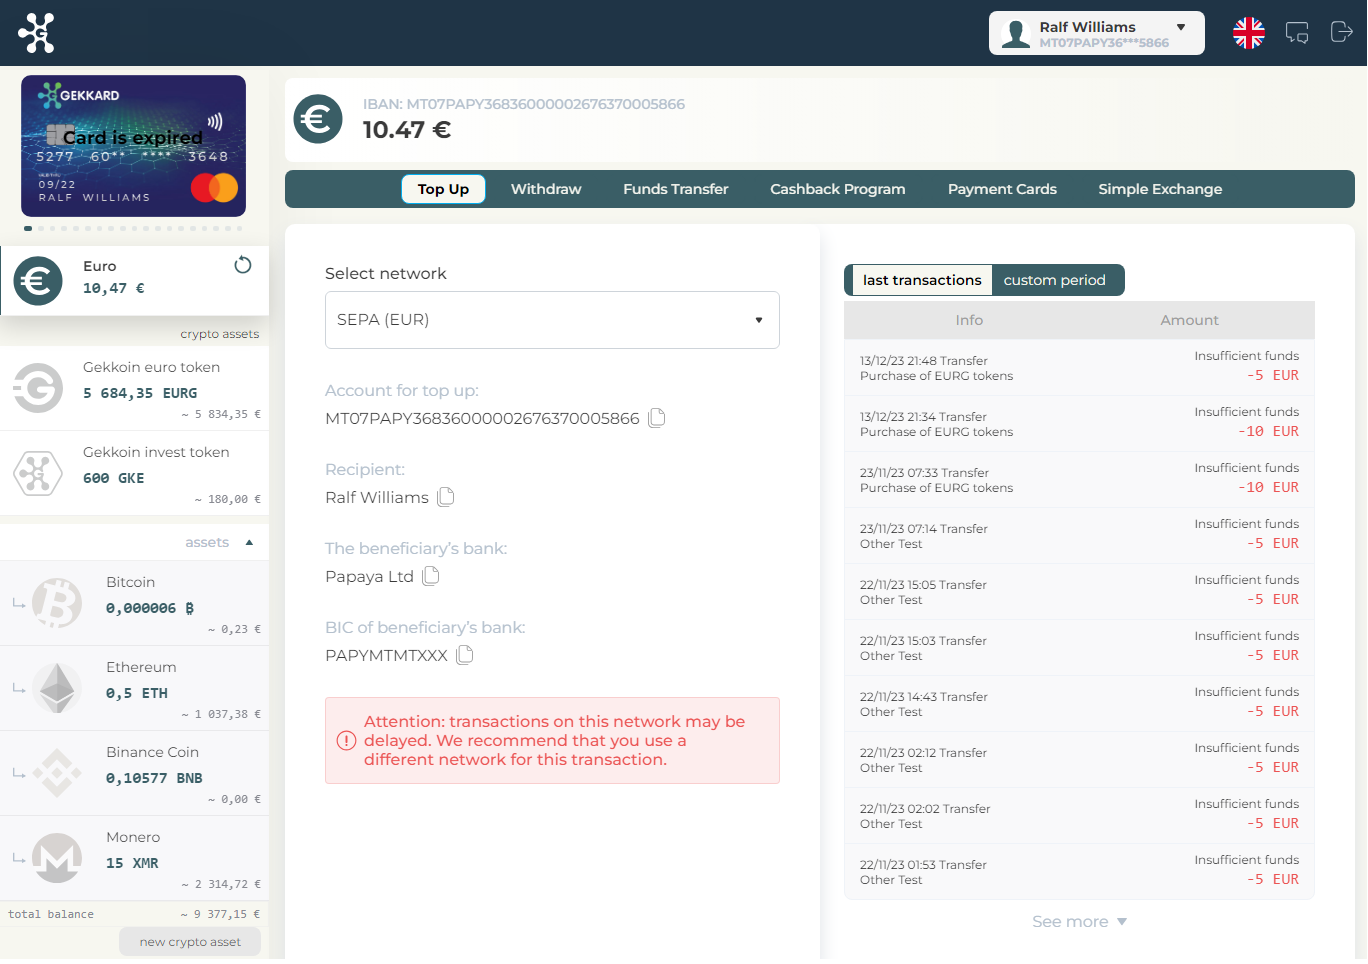 Ralf Williams
MT07PAPY36***5866
GEKKARD
Card is expired
5277 60** **** 3648
09/22
RALF WILLIAMS
IBAN: MT07PAPY36836000002676370005866
10.47 €
Top Up
Withdraw
Funds Transfer
Cashback Program
Payment Cards
Simple Exchange
Euro
10,47 €
crypto assets
Gekkoin euro token
5 684,35 EURG
~ 5 834,35 €
Gekkoin invest token
600 GKE
~ 180,00 €
assets
Bitcoin
0,000006 ₿
~ 0,23 €
Ethereum
0,5 ETH
~ 1 037,38 €
Binance Coin
0,10577 BNB
~ 0,00 €
Monero
15 XMR
~ 2 314,72 €
total balance ~ 9 377,15 €
new crypto asset
Select network
SEPA (EUR)
Account for top up:
MT07PAPY36836000002676370005866
Recipient:
Ralf Williams
The beneficiary's bank:
Papaya Ltd
BIC of beneficiary's bank:
PAPYMTMTXXX
Attention: transactions on this network may be
delayed. We recommend that you use a
different network for this transaction.
last transactions
custom period
Info Amount
13/12/23 21:48 Transfer
Purchase of EURG tokens
Insufficient funds
-5 EUR
13/12/23 21:34 Transfer
Purchase of EURG tokens
Insufficient funds
-10 EUR
23/11/23 07:33 Transfer
Purchase of EURG tokens
Insufficient funds
-10 EUR
23/11/23 07:14 Transfer
Other Test
Insufficient funds
-5 EUR
22/11/23 15:05 Transfer
Other Test
Insufficient funds
-5 EUR
22/11/23 15:03 Transfer
Other Test
Insufficient funds
-5 EUR
22/11/23 14:43 Transfer
Other Test
Insufficient funds
-5 EUR
22/11/23 02:12 Transfer
Other Test
Insufficient funds
-5 EUR
22/11/23 02:02 Transfer
Other Test
Insufficient funds
-5 EUR
22/11/23 01:53 Transfer
Other Test
Insufficient funds
-5 EUR
See more